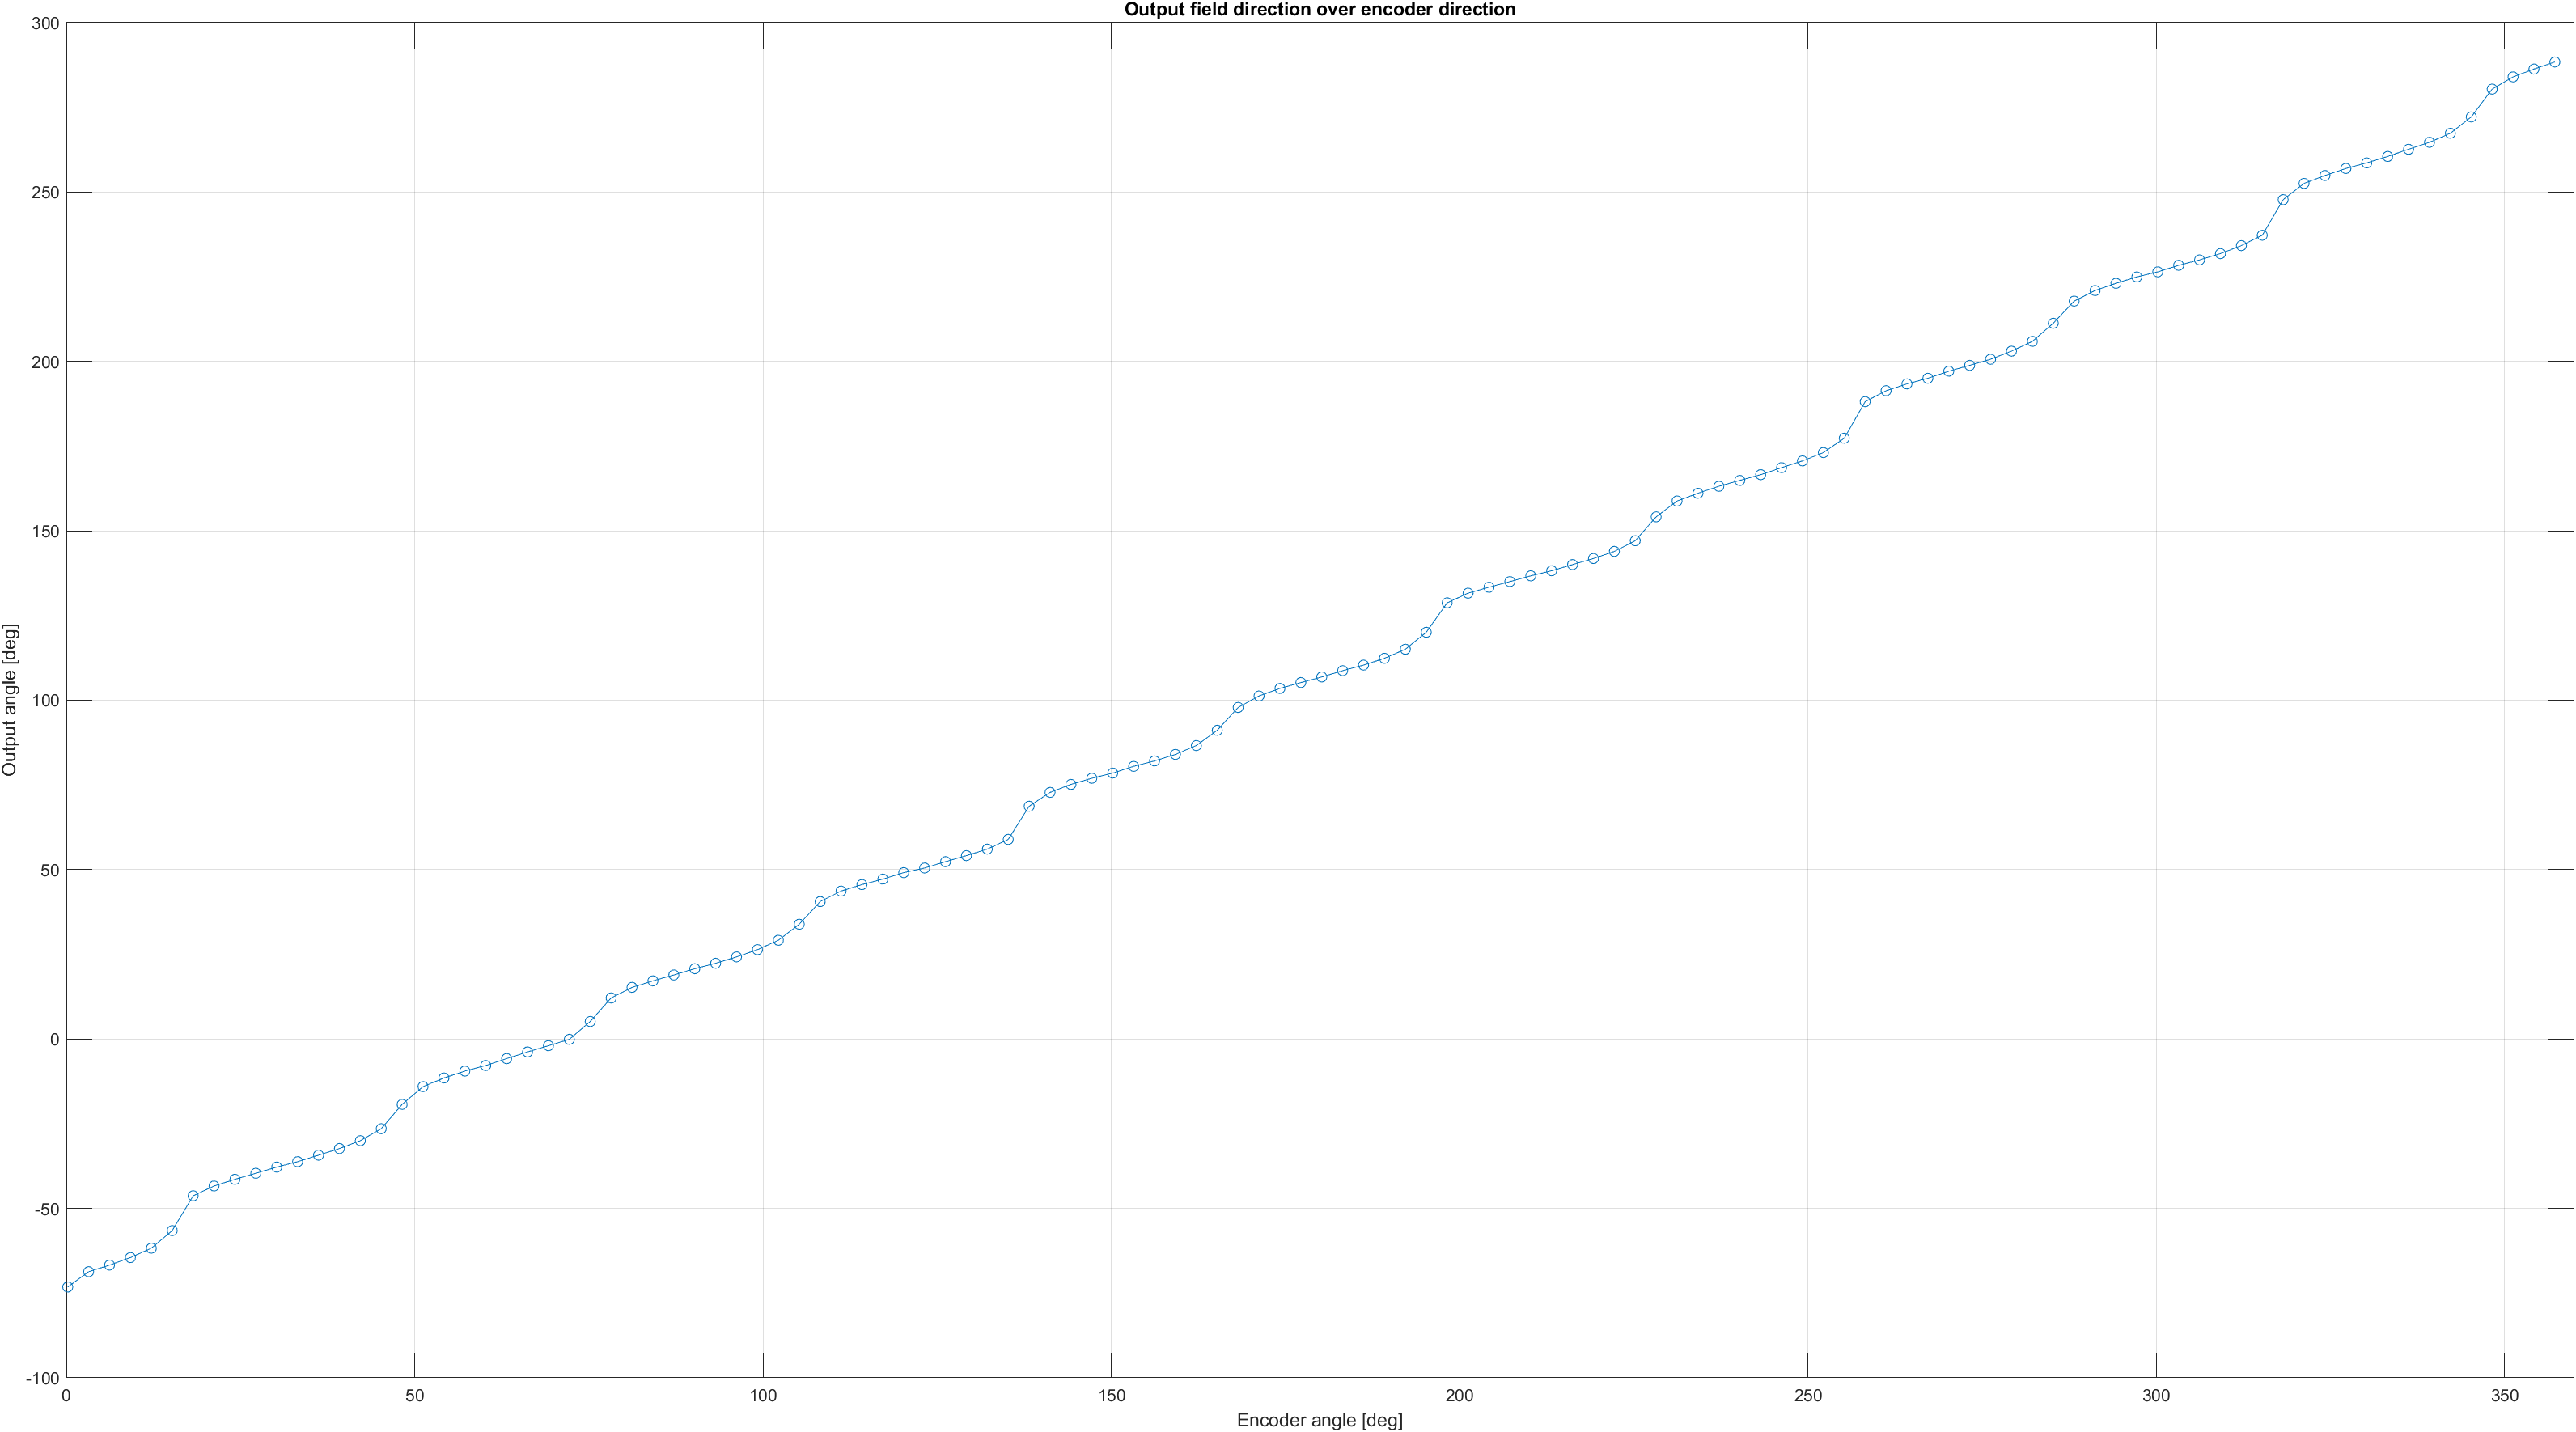 Output field direction over encoder direction
300
250
200
150
100
50
0
-50
-100
Output angle [deg]
0 50 100 150 200 250 300 350
Encoder angle [deg]